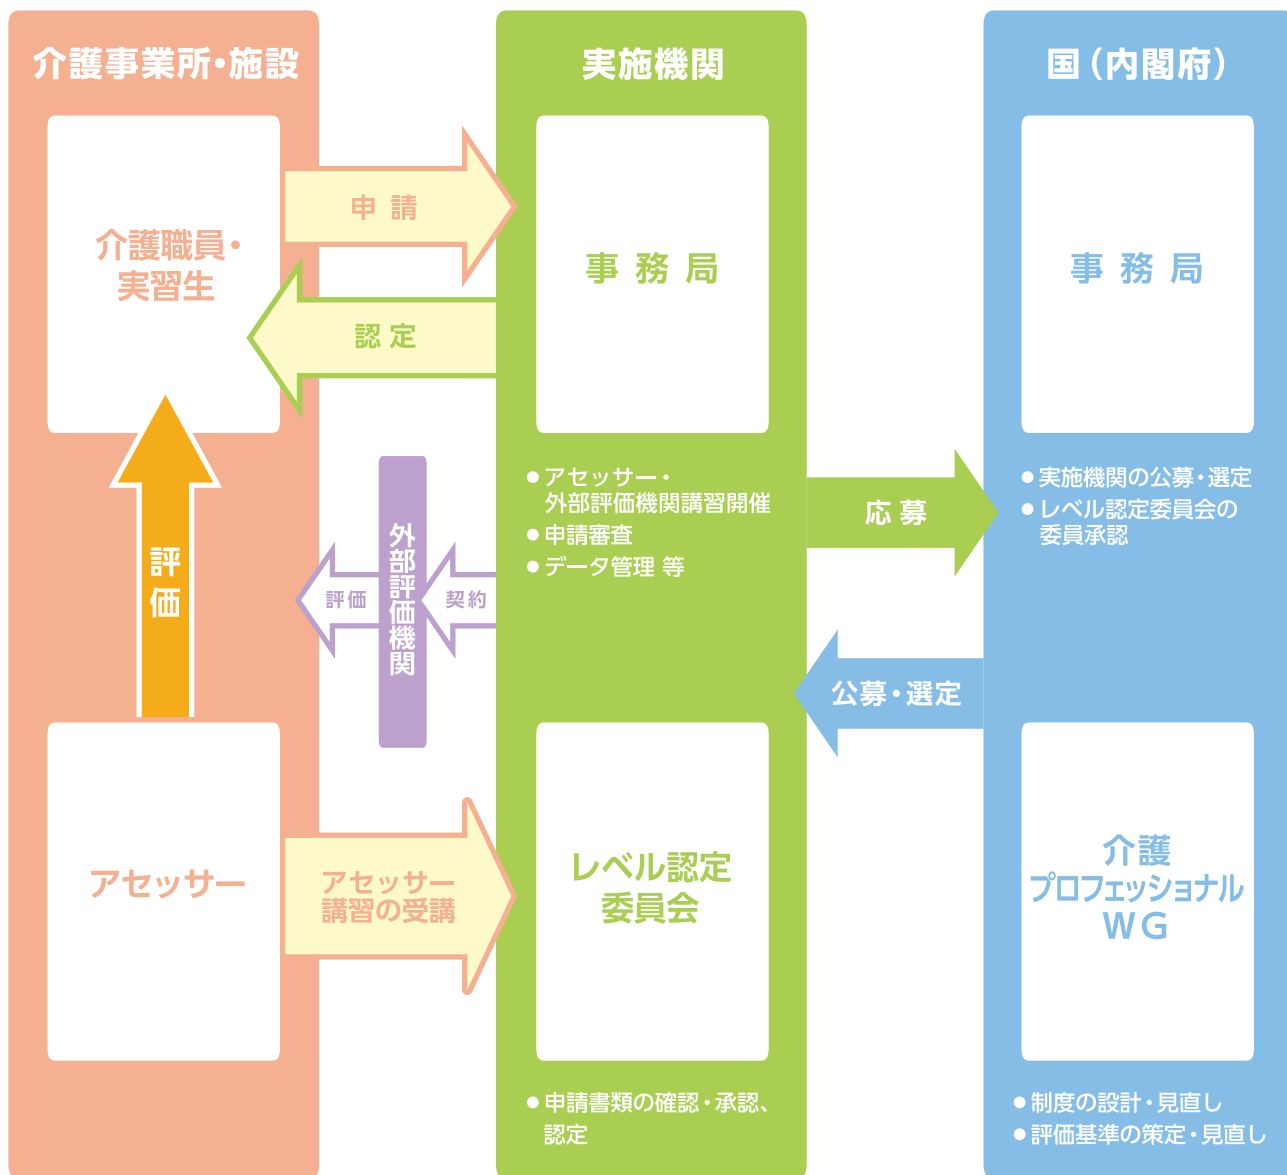 介護事業所・施設
介護職員・
実習生
評価
アセッサー
申請
認定
評価
外部評価機関
契約
アセッサー
講習の受講
実施機関
事務局
● アセッサー・
外部評価機関講習開催
● 申請審査
● データ管理 等
レベル認定
委員会
● 申請書類の確認・承認、
認定
応募
公募・選定
国（内閣府）
事務局
● 実施機関の公募・選定
● レベル認定委員会の
委員承認
介護
プロフェッショナル
WG
● 制度の設計・見直し
● 評価基準の策定・見直し